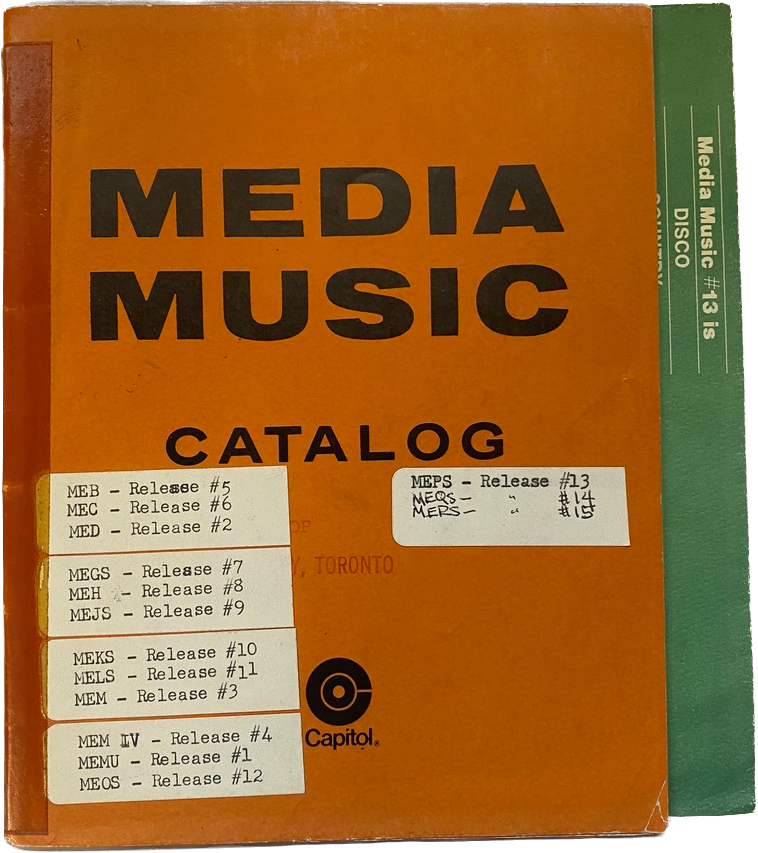 MEDIA
MUSIC
CATALOG
MEB - Release #5
MEC - Release #6
MED - Release #2
MEGS - Release #7
MEH - Release #8
MEJS - Release #9
MEKS - Release #10
MELS - Release #11
MEM - Release #3
MEM IV - Release #4
MEMU - Release #1
MEOS - Release #12
MEPS - Release #13
MEQS- " #14
MERS- " #15
OF
Y, TORONTO
Capitol®
Media Music #13 is
DISCO
COUNTRY